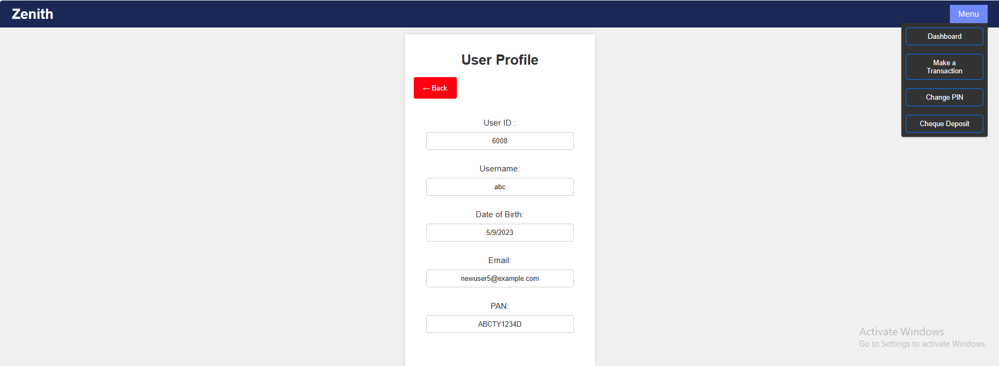 Zenith
Menu
Dashboard
Make a
Transaction
Change PIN
Cheque Deposit
User Profile
← Back
User ID :
6008
Username:
abc
Date of Birth:
5/9/2023
Email:
newuser5@example.com
PAN:
ABCTY1234D
Activate Windows
Go to Settings to activate Windows.